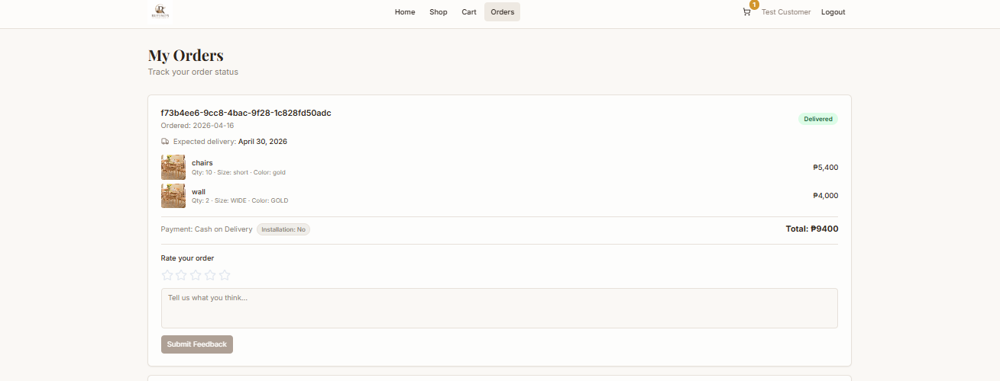 Home Shop Cart Orders 1 Test Customer Logout
My Orders
Track your order status
f73b4ee6-9cc8-4bac-9f28-1c828fd50adc
Delivered
Ordered: 2026-04-16
Expected delivery: April 30, 2026
chairs
Qty: 10 · Size: short · Color: gold
₱5,400
wall
Qty: 2 · Size: WIDE · Color: GOLD
₱4,000
Payment: Cash on Delivery Installation: No Total: ₱9400
Rate your order
Tell us what you think...
Submit Feedback